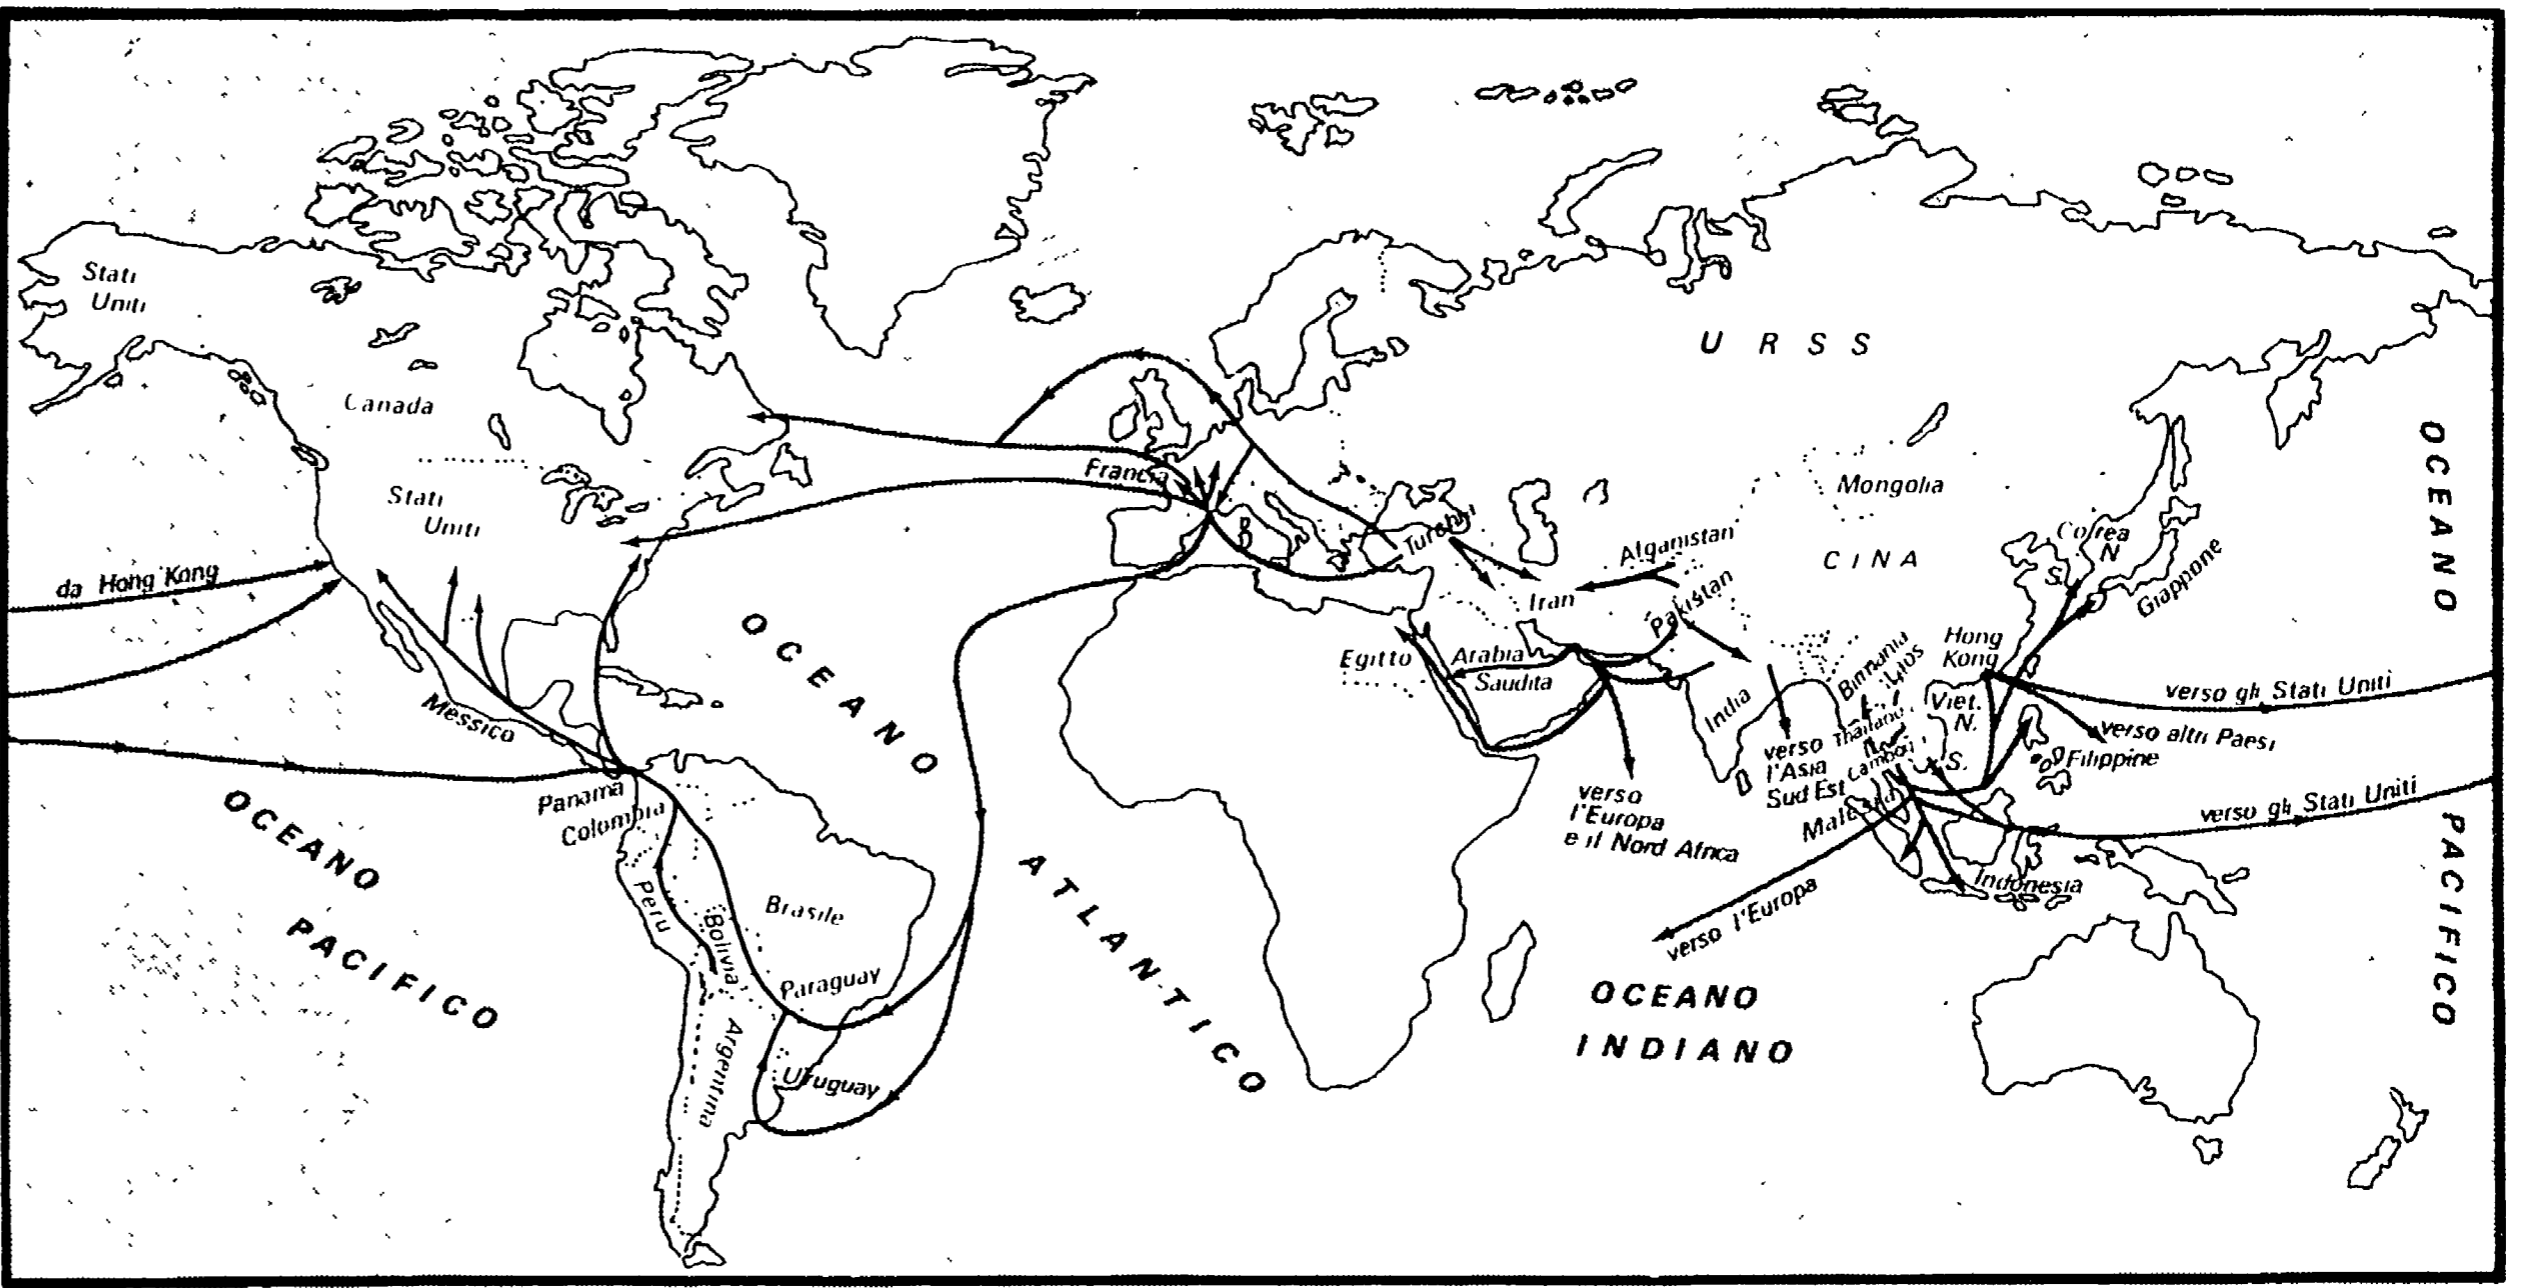 Stati
Uniti
Canada
Stati
Uniti
da Hong Kong
Messico
Panama
Colombia
Peru
Bolivia
Brasile
Paraguay
Argentina
Uruguay
OCEANO
PACIFICO
OCEANO
ATLANTICO
Francia
Turchia
U R S S
Mongolia
CINA
Afganistan
Iran
Pakistan
Egitto
Arabia
Saudita
India
Birmania
Laos
Hong
Kong
Corea
N
S.
Giappone
Viet.
N.
S.
Thailand
Cambog
Malesia
Filippine
Indonesia
verso
l'Asia
Sud Est
verso
l'Europa
e il Nord Africa
verso l'Europa
verso gli Stati Uniti
verso altri Paesi
verso gli Stati Uniti
OCEANO
INDIANO
OCEANO
PACIFICO